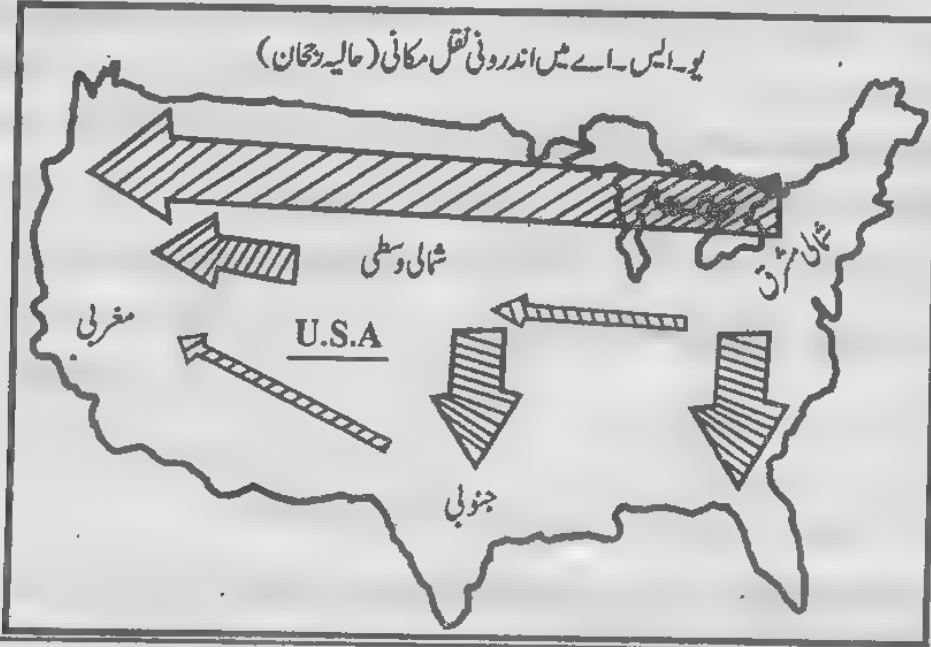 یو۔ایس۔اے میں اندرونی نقل مکانی (حالیہ رجحان)
شمالی وسطی
شمالی مشرق
مغربی
U.S.A
جنوبی